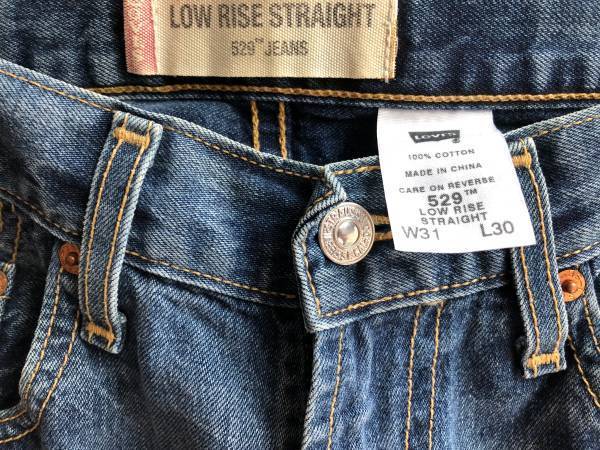 LOW RISE STRAIGHT
529™ JEANS
Levi's
100% COTTON
MADE IN CHINA
CARE ON REVERSE
529™
LOW RISE
STRAIGHT
W31 L30